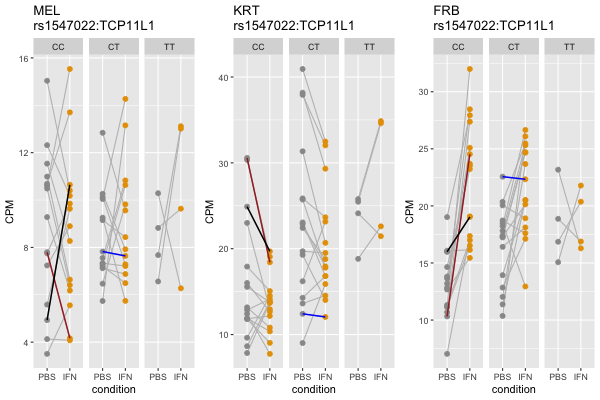 MEL
rs1547022:TCP11L1
CC CT TT
CPM
16
12
8
4
PBS IFN PBS IFN PBS IFN
condition
KRT
rs1547022:TCP11L1
CC CT TT
CPM
40
30
20
10
PBS IFN PBS IFN PBS IFN
condition
FRB
rs1547022:TCP11L1
CC CT TT
CPM
30
25
20
15
10
PBS IFN PBS IFN PBS IFN
condition